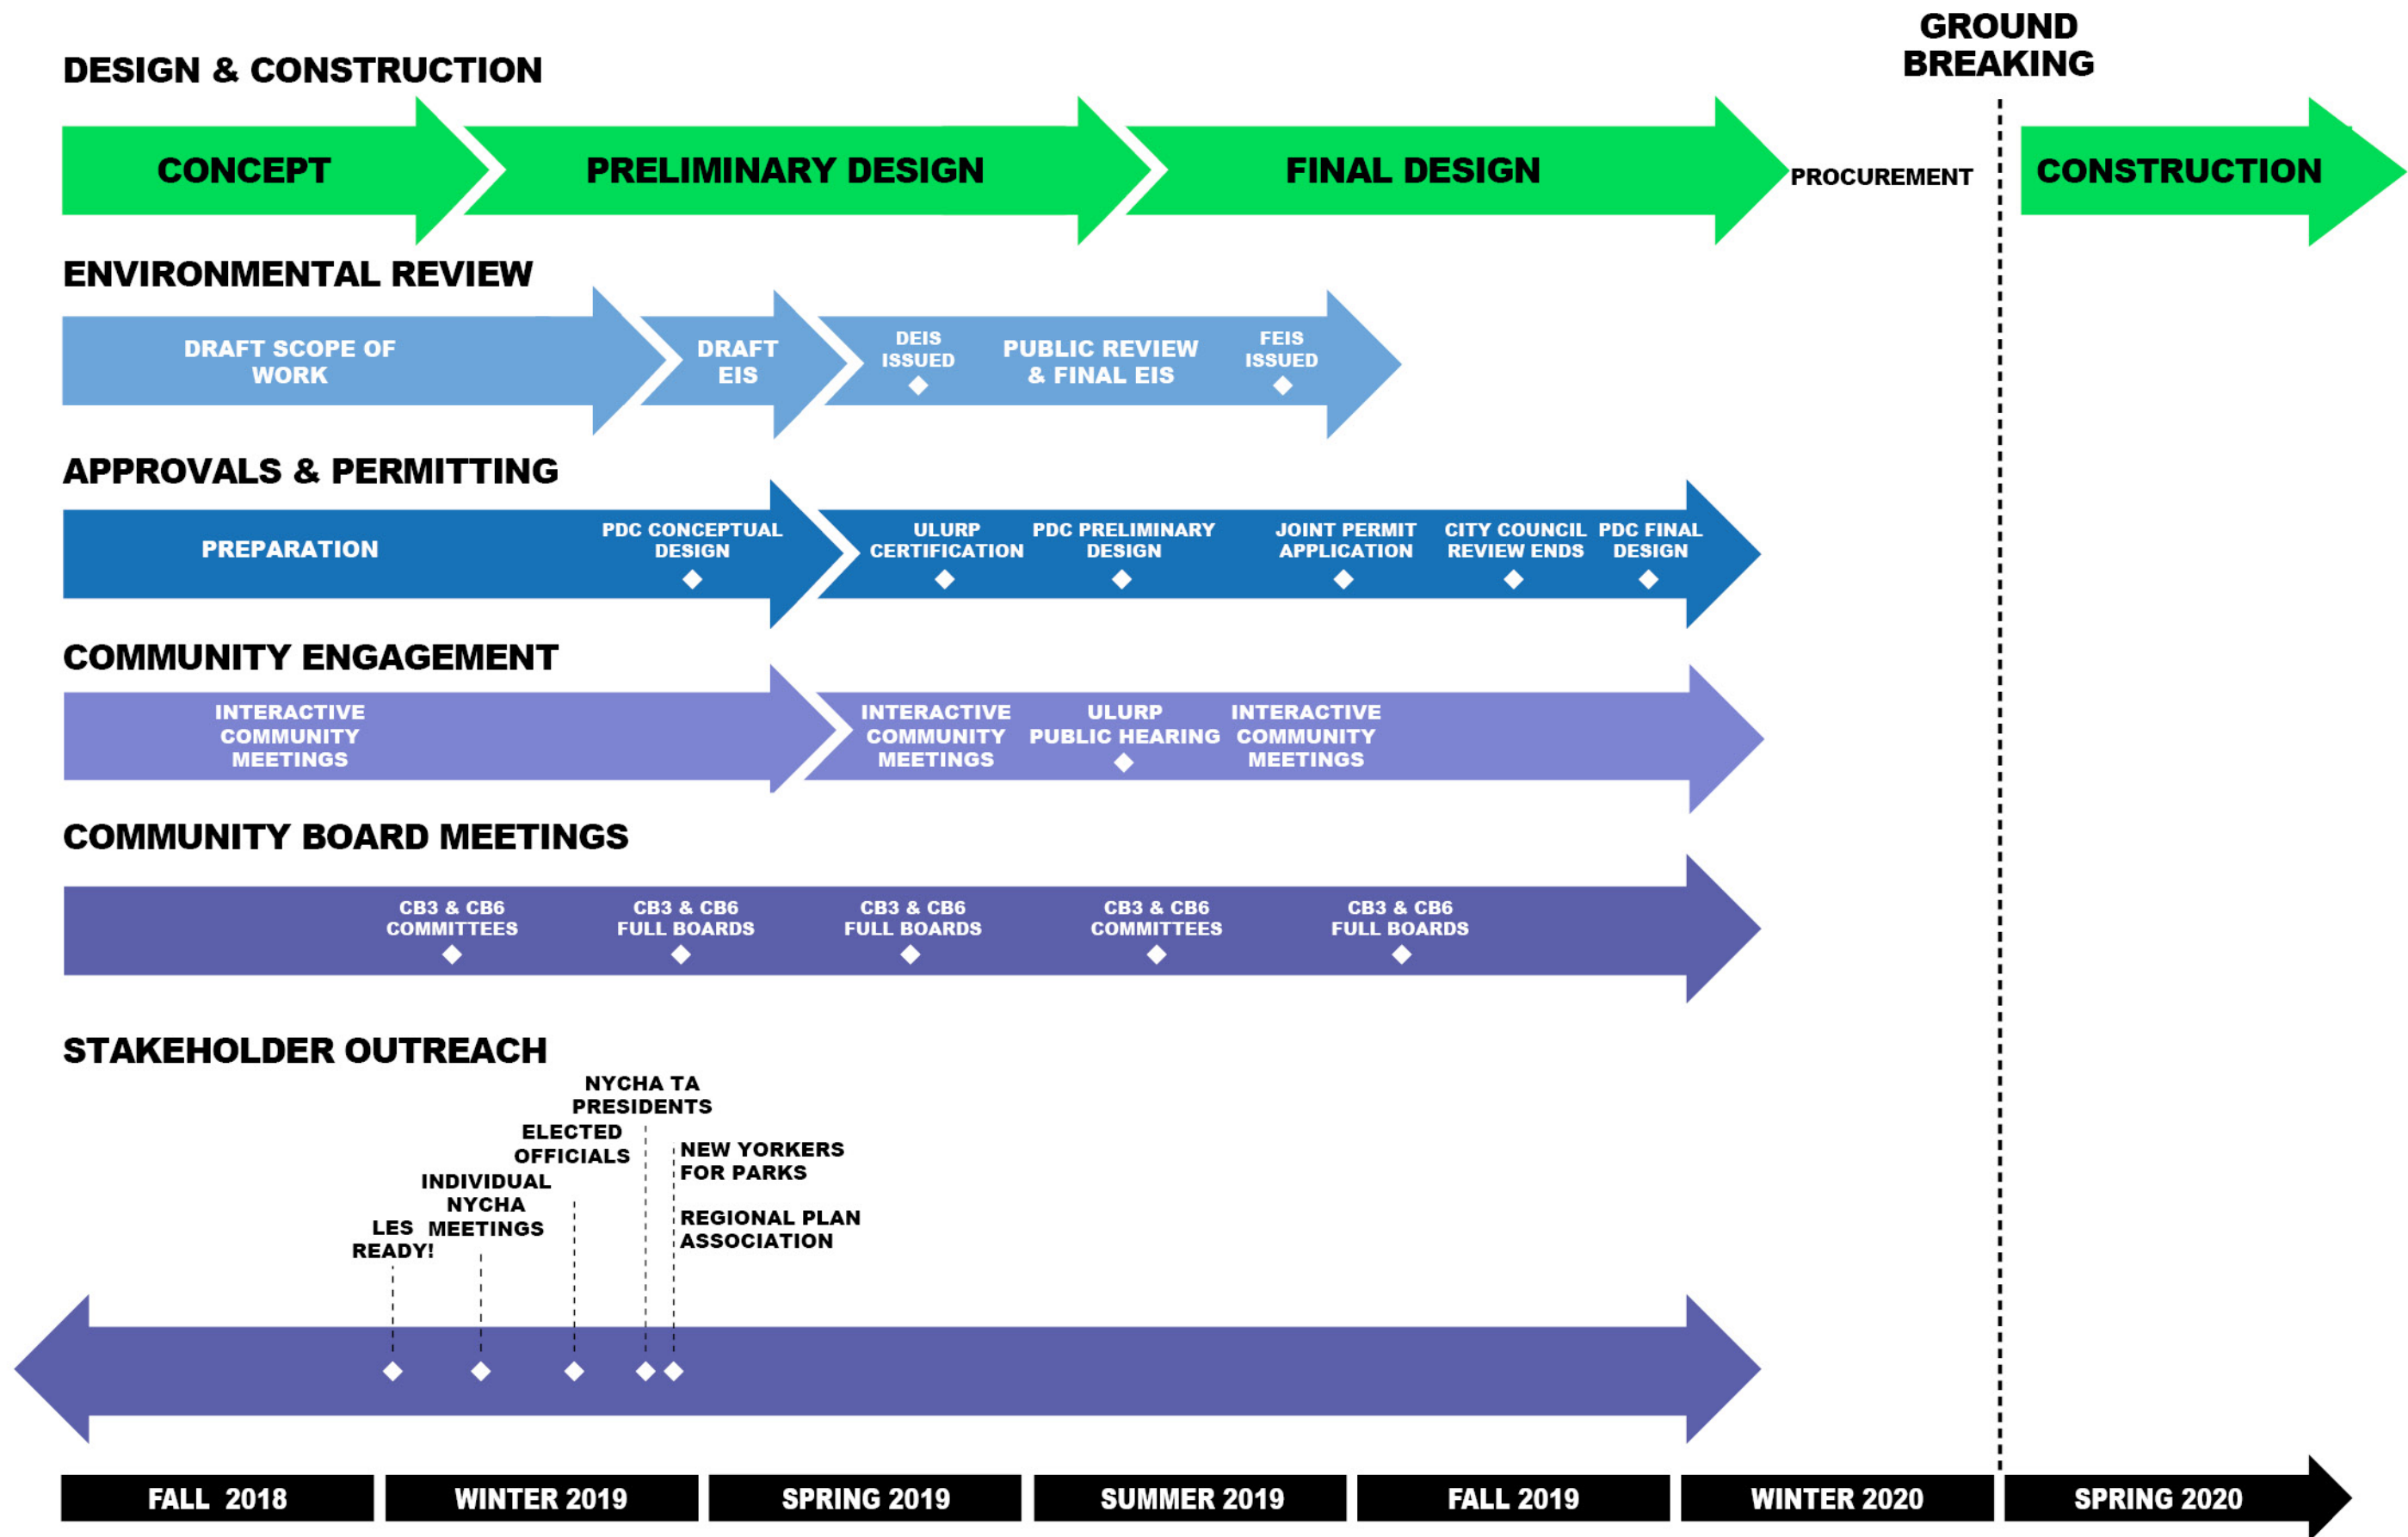 GROUND
BREAKING
DESIGN & CONSTRUCTION
CONCEPT
PRELIMINARY DESIGN
FINAL DESIGN
PROCUREMENT
CONSTRUCTION
ENVIRONMENTAL REVIEW
DRAFT SCOPE OF
WORK
DRAFT
EIS
DEIS
ISSUED
PUBLIC REVIEW
& FINAL EIS
FEIS
ISSUED
APPROVALS & PERMITTING
PREPARATION
PDC CONCEPTUAL
DESIGN
ULURP
CERTIFICATION
PDC PRELIMINARY
DESIGN
JOINT PERMIT
APPLICATION
CITY COUNCIL
REVIEW ENDS
PDC FINAL
DESIGN
COMMUNITY ENGAGEMENT
INTERACTIVE
COMMUNITY
MEETINGS
INTERACTIVE
COMMUNITY
MEETINGS
ULURP
PUBLIC HEARING
INTERACTIVE
COMMUNITY
MEETINGS
COMMUNITY BOARD MEETINGS
CB3 & CB6
COMMITTEES
CB3 & CB6
FULL BOARDS
CB3 & CB6
FULL BOARDS
CB3 & CB6
COMMITTEES
CB3 & CB6
FULL BOARDS
STAKEHOLDER OUTREACH
LES
READY!
INDIVIDUAL
NYCHA
MEETINGS
ELECTED
OFFICIALS
NYCHA TA
PRESIDENTS
NEW YORKERS
FOR PARKS
REGIONAL PLAN
ASSOCIATION
FALL 2018
WINTER 2019
SPRING 2019
SUMMER 2019
FALL 2019
WINTER 2020
SPRING 2020